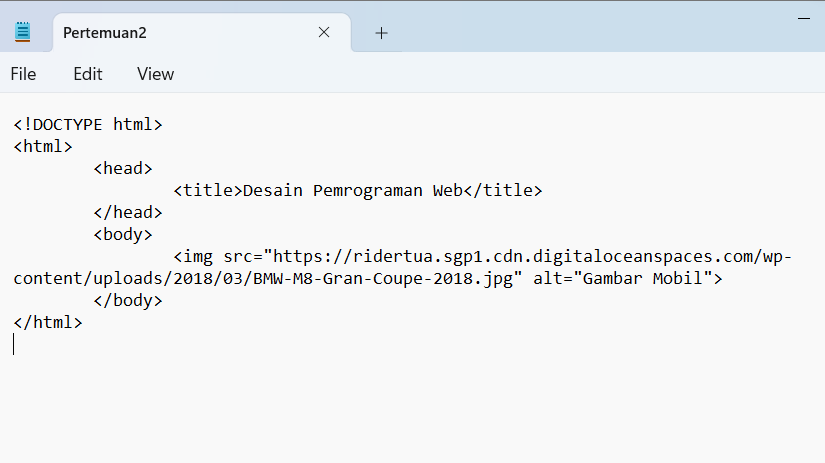 Pertemuan2
File Edit View
<!DOCTYPE html>
<html>
<head>
<title>Desain Pemrograman Web</title>
</head>
<body>
<img src="https://ridertua.sgp1.cdn.digitaloceanspaces.com/wp-
content/uploads/2018/03/BMW-M8-Gran-Coupe-2018.jpg" alt="Gambar Mobil">
</body>
</html>